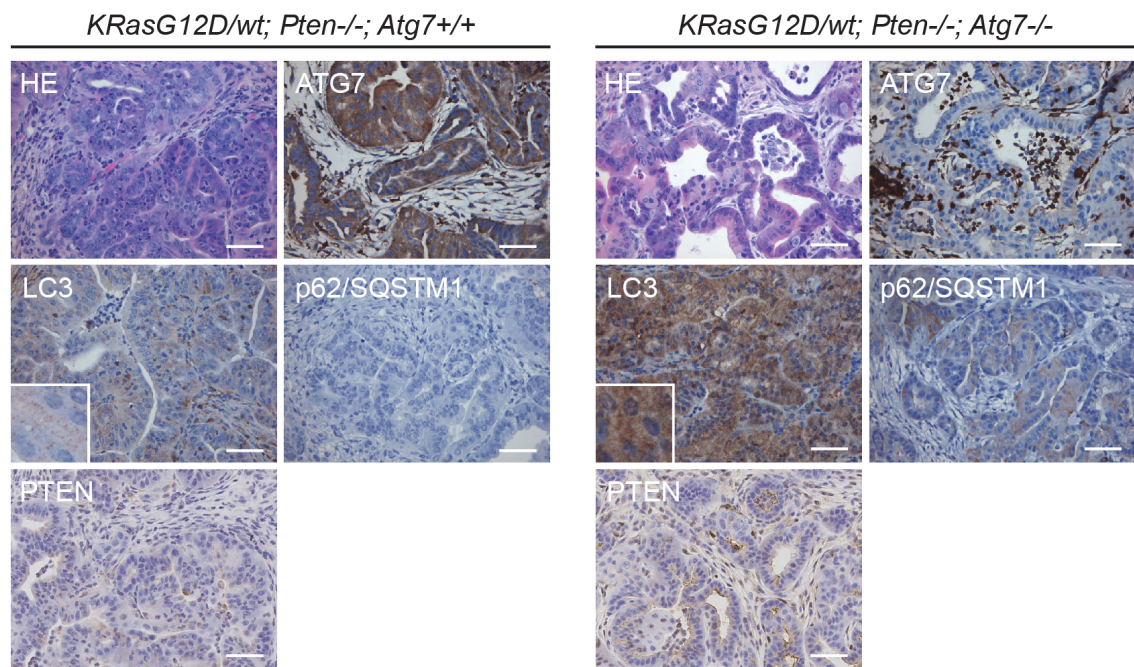 KRasG12D/wt; Pten-/-; Atg7+/+
KRasG12D/wt; Pten-/-; Atg7-/-
HE
ATG7
HE
ATG7
LC3
p62/SQSTM1
LC3
p62/SQSTM1
PTEN
PTEN